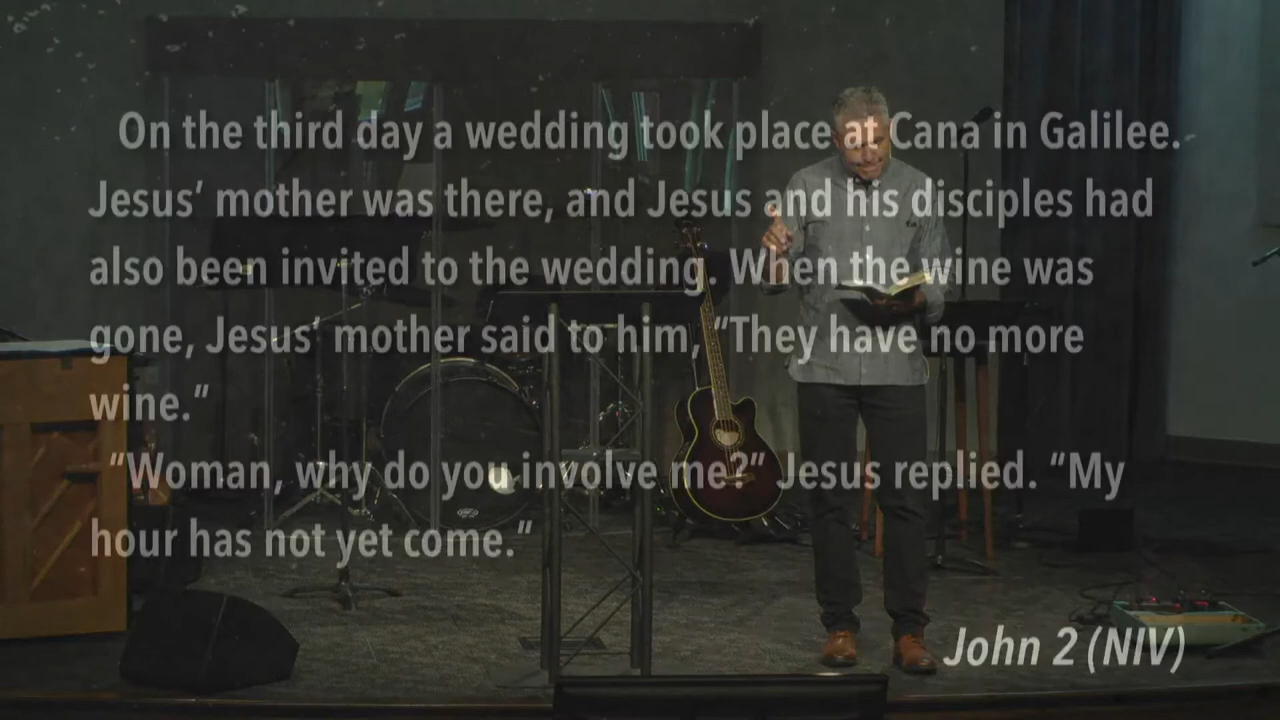 On the third day a wedding took place at Cana in Galilee.
Jesus’ mother was there, and Jesus and his disciples had
also been invited to the wedding. When the wine was
gone, Jesus’ mother said to him, “They have no more
wine.”
“Woman, why do you involve me?” Jesus replied. “My
hour has not yet come.”
John 2 (NIV)